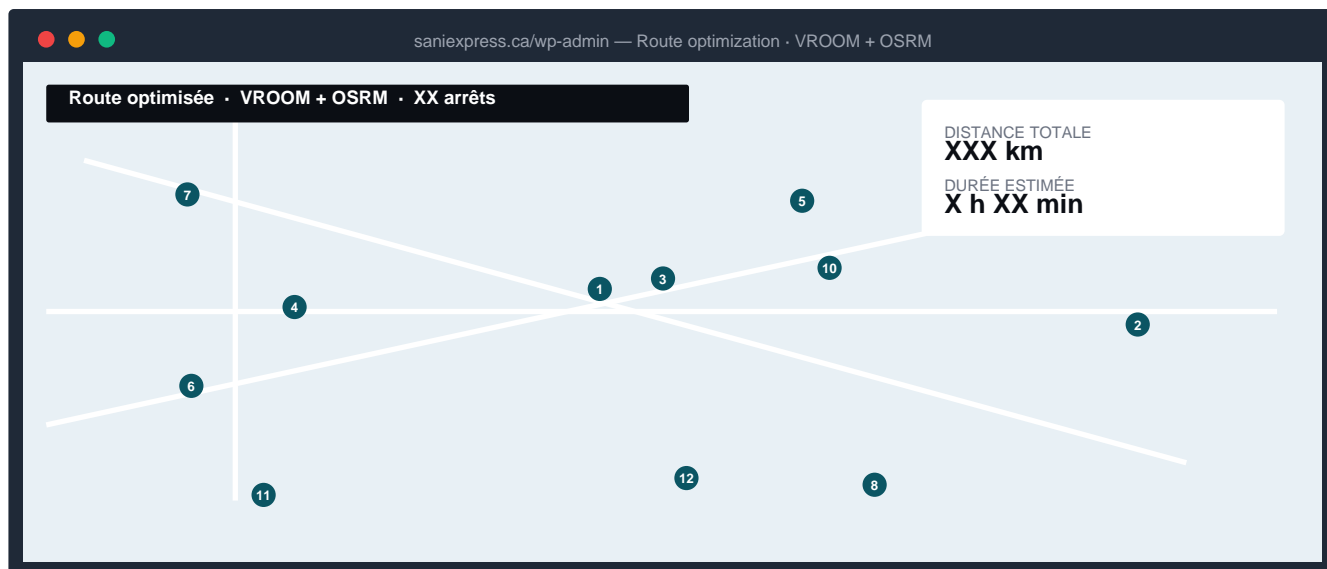 saniexpress.ca/wp-admin — Route optimization · VROOM + OSRM
Route optimisée · VROOM + OSRM · XX arrêts
DISTANCE TOTALE
XXX km
DURÉE ESTIMÉE
X h XX min
7
5
10
3
1
4
2
6
12
8
11